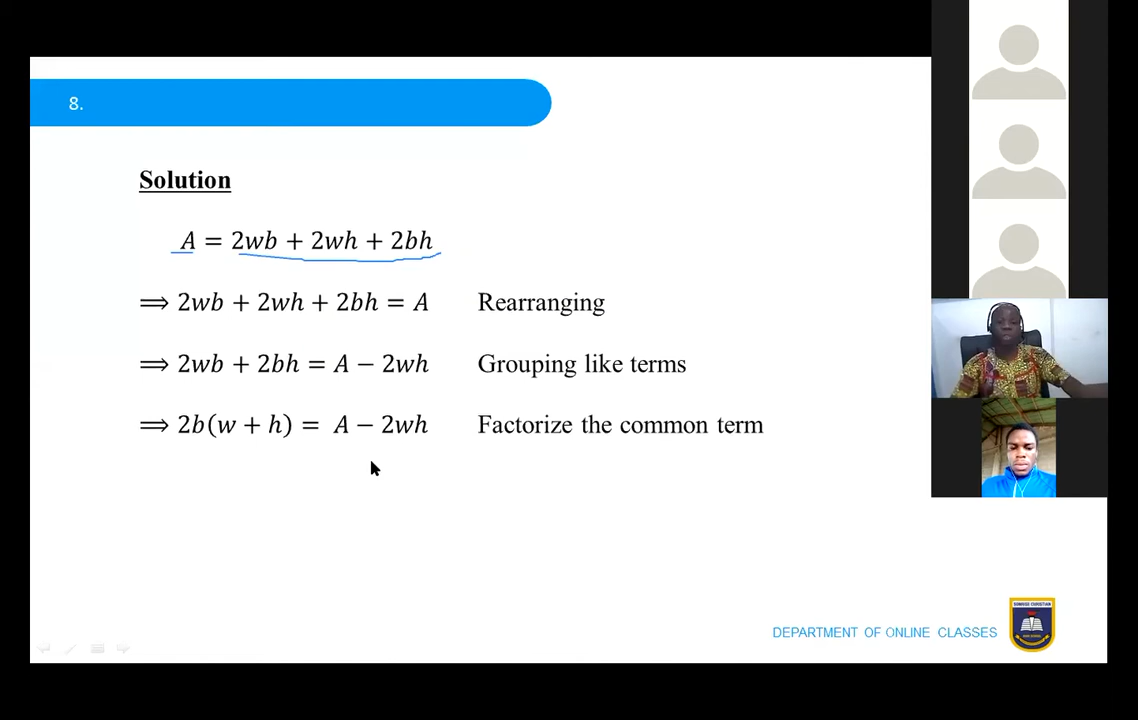 8.
Solution
A = 2wb + 2wh + 2bh
⟹ 2wb + 2wh + 2bh = A Rearranging
⟹ 2wb + 2bh = A − 2wh Grouping like terms
⟹ 2b(w + h) = A − 2wh Factorize the common term
DEPARTMENT OF ONLINE CLASSES